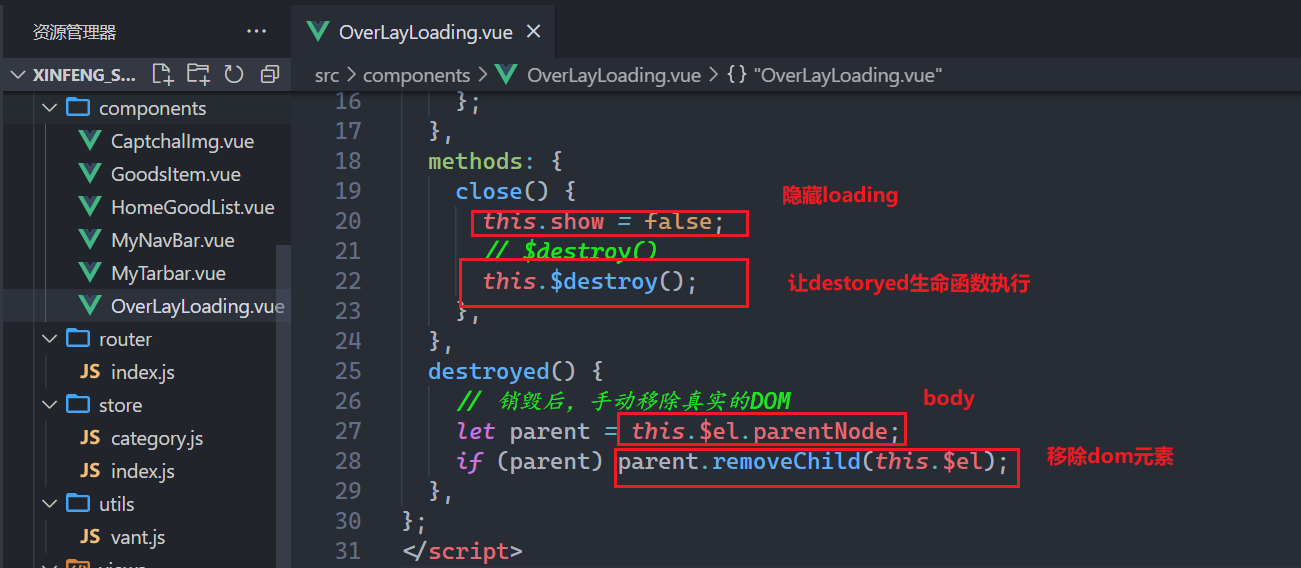 资源管理器 ···
OverLayLoading.vue ×
XINFENG_S...
src > components > OverLayLoading.vue > {} "OverLayLoading.vue"
components
CaptchaImg.vue
GoodsItem.vue
HomeGoodList.vue
MyNavBar.vue
MyTarbar.vue
OverLayLoading.vue
router
JS index.js
store
JS category.js
JS index.js
utils
JS vant.js
views
16 };
17 },
18 methods: {
19 close() {
隐藏loading
20 this.show = false;
21 // $destroy()
22 this.$destroy();
让destoryed生命函数执行
23 },
24 },
25 destroyed() {
26 // 销毁后，手动移除真实的DOM
body
27 let parent = this.$el.parentNode;
28 if (parent) parent.removeChild(this.$el);
移除dom元素
29 },
30 };
31 </script>